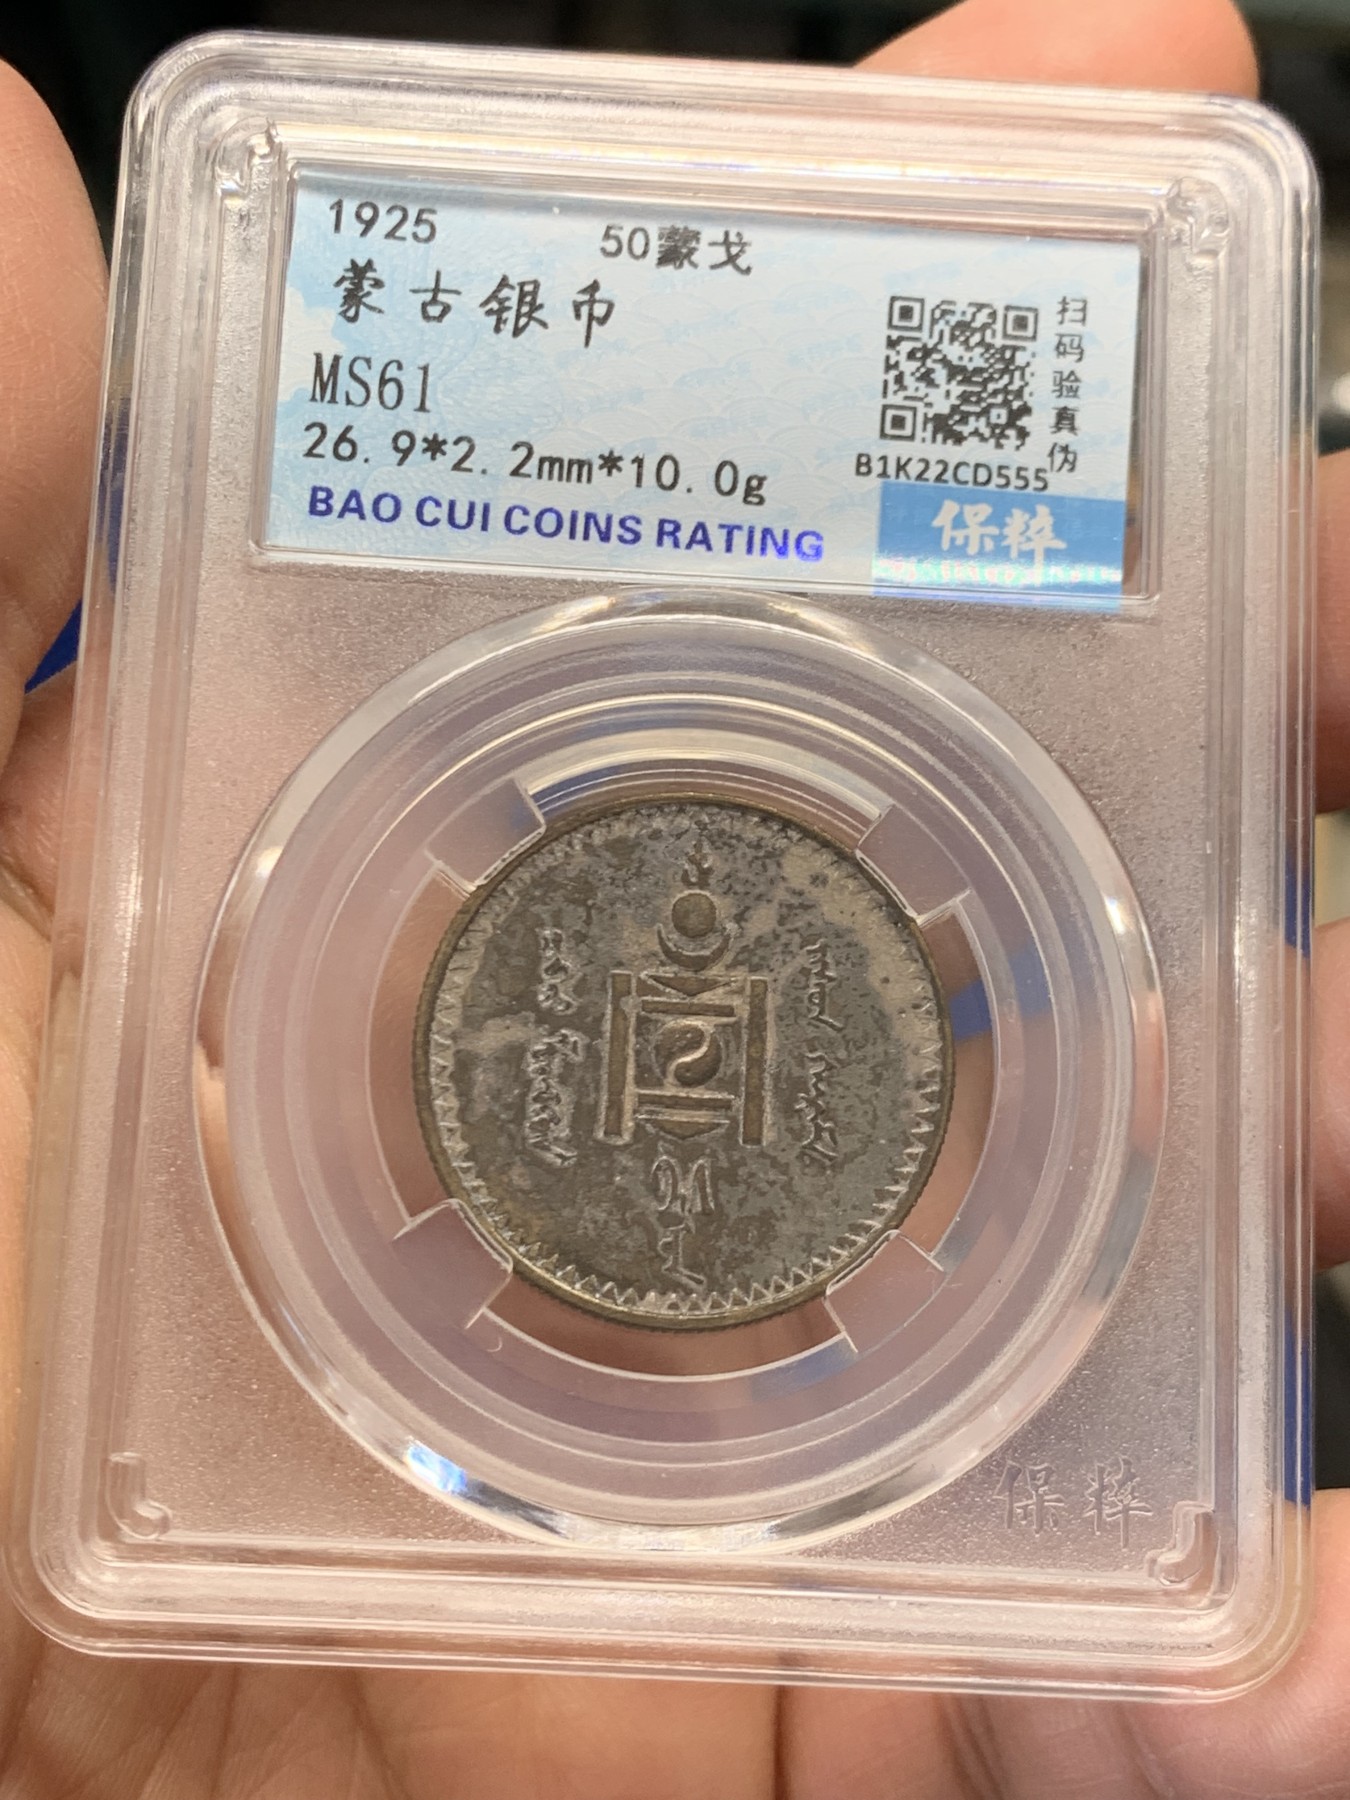 1925 50蒙戈
蒙古银币
MS61
26.9*2.2mm*10.0g
BAO CUI COINS RATING
扫码验真伪
B1K22CD555
保粹
保粹